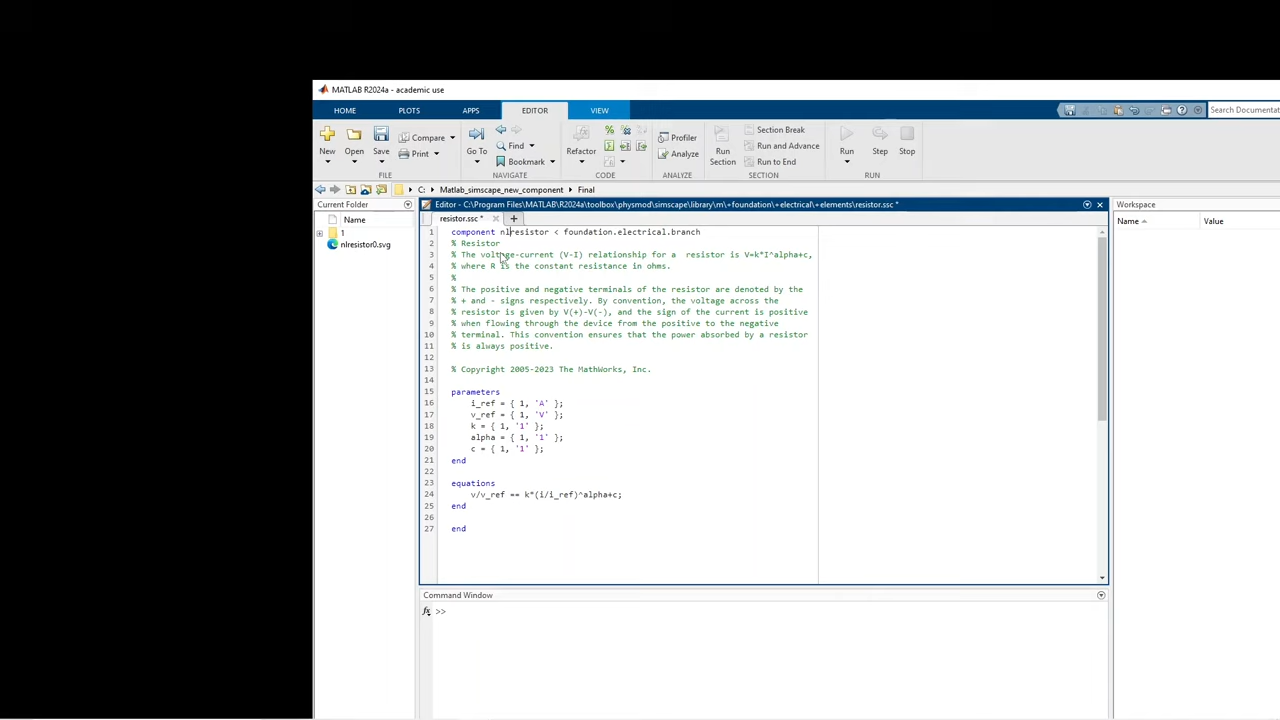 MATLAB R2024a - academic use
HOME PLOTS APPS EDITOR VIEW
Search Documenta
New Open Save Compare Print Go To Find Bookmark Refactor Profiler Analyze Run Section Section Break Run and Advance Run to End Run Step Stop
FILE NAVIGATE CODE ANALYZE SECTION RUN
C: Matlab_simscape_new_component Final
Current Folder
Name
1
nlresistor0.svg
Editor - C:\Program Files\MATLAB\R2024a\toolbox\physmod\simscape\library\m\+foundation\+electrical\+elements\resistor.ssc *
resistor.ssc *
1 component nlresistor < foundation.electrical.branch
2 % Resistor
3 % The voltage-current (V-I) relationship for a  resistor is V=k*I^alpha+c,
4 % where R is the constant resistance in ohms.
5 %
6 % The positive and negative terminals of the resistor are denoted by the
7 % + and - signs respectively. By convention, the voltage across the
8 % resistor is given by V(+)-V(-), and the sign of the current is positive
9 % when flowing through the device from the positive to the negative
10 % terminal. This convention ensures that the power absorbed by a resistor
11 % is always positive.
12
13 % Copyright 2005-2023 The MathWorks, Inc.
14
15 parameters
16 i_ref = { 1, 'A' };
17 v_ref = { 1, 'V' };
18 k = { 1, '1' };
19 alpha = { 1, '1' };
20 c = { 1, '1' };
21 end
22
23 equations
24 v/v_ref == k*(i/i_ref)^alpha+c;
25 end
26
27 end
Command Window
fx >>
Workspace
Name Value